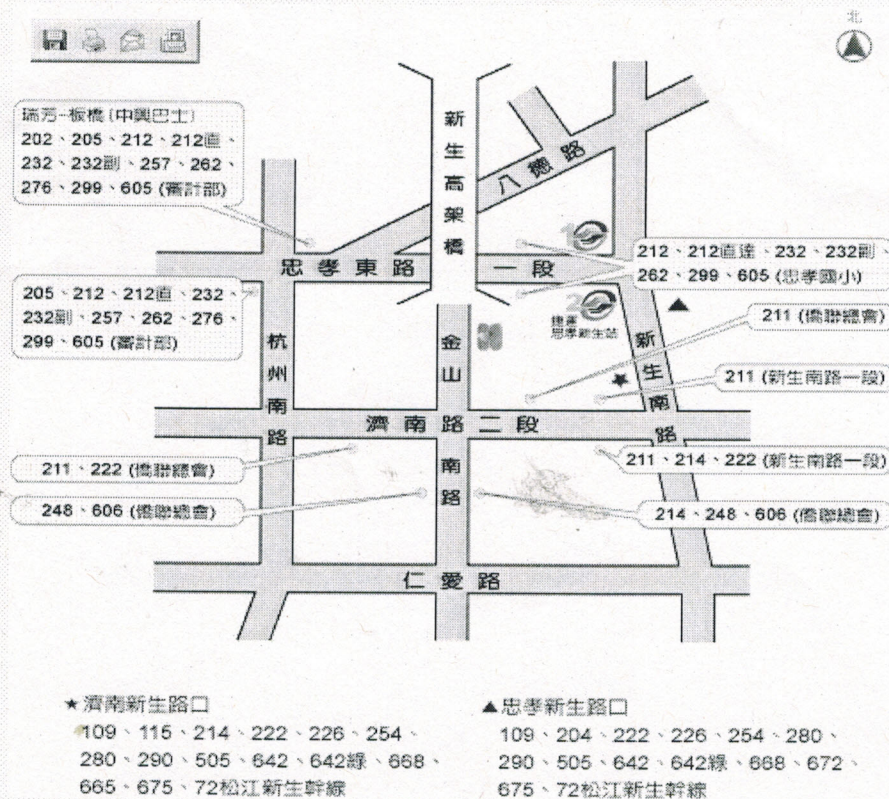 北
瑞芳-板橋(中興巴士)
202、205、212、212直、
232、232副、257、262、
276、299、605 (審計部)
新生高架橋
八德路
1
212、212直達、232、232副、
262、299、605 (忠孝國小)
忠孝東路 一段
205、212、212直、232、
232副、257、262、276、
299、605 (審計部)
2
捷運
忠孝新生站
211 (僑聯總會)
杭州南路
金山南路
新生南路
211 (新生南路一段)
濟南路二段
211、222 (僑聯總會)
211、214、222 (新生南路一段)
248、606 (僑聯總會)
214、248、606 (僑聯總會)
仁愛路
★濟南新生路口
109、115、214、222、226、254、
280、290、505、642、642綠、668、
665、675、72松江新生幹線
▲忠孝新生路口
109、204、222、226、254、280、
290、505、642、642綠、668、672、
675、72松江新生幹線